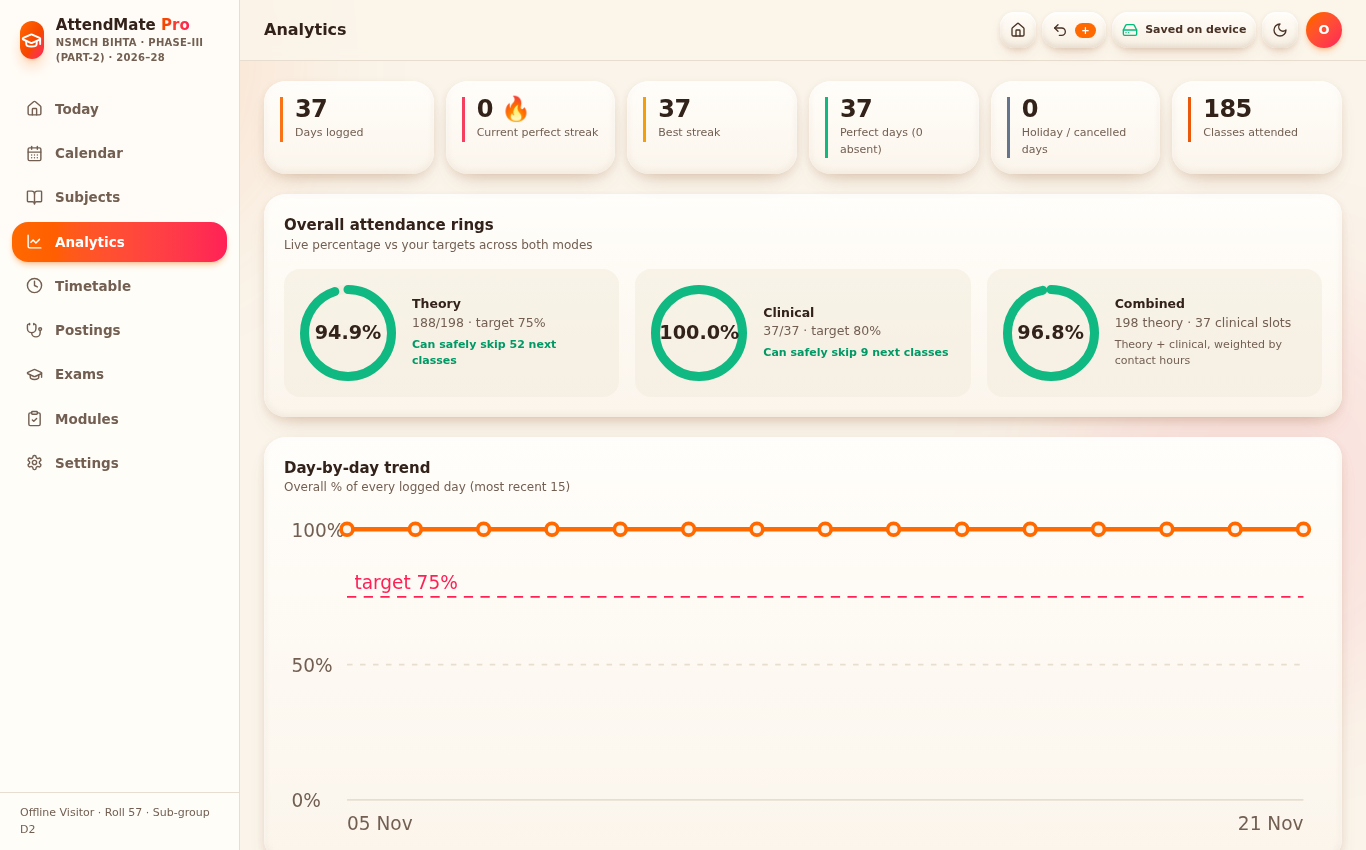 AttendMate Pro
NSMCH BIHTA · PHASE-III
(PART-2) · 2026–28
Today
Calendar
Subjects
Analytics
Timetable
Postings
Exams
Modules
Settings
Offline Visitor · Roll 57 · Sub-group
D2
Analytics
+
Saved on device
O
37
Days logged
0 🔥
Current perfect streak
37
Best streak
37
Perfect days (0
absent)
0
Holiday / cancelled
days
185
Classes attended
Overall attendance rings
Live percentage vs your targets across both modes
94.9%
Theory
188/198 · target 75%
Can safely skip 52 next
classes
100.0%
Clinical
37/37 · target 80%
Can safely skip 9 next classes
96.8%
Combined
198 theory · 37 clinical slots
Theory + clinical, weighted by
contact hours
Day-by-day trend
Overall % of every logged day (most recent 15)
100%
target 75%
50%
0%
05 Nov
21 Nov